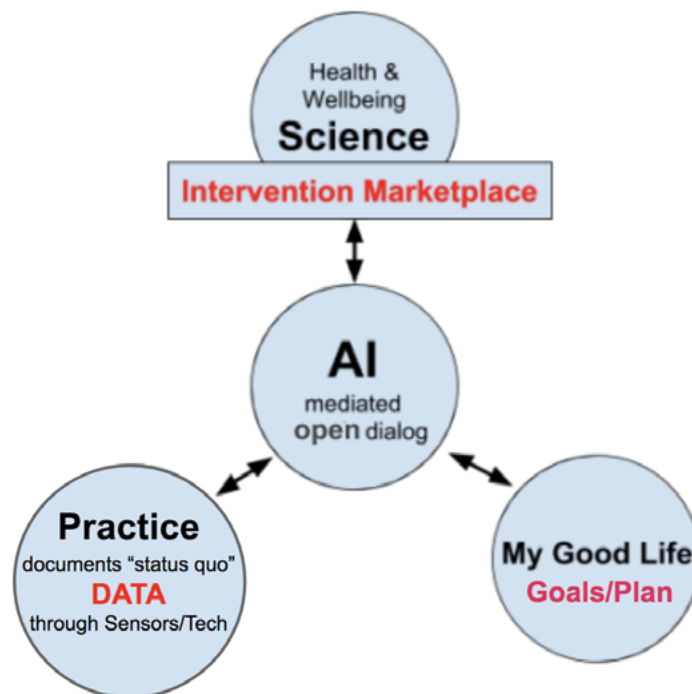 Health &
Wellbeing
Science
Intervention Marketplace
AI
mediated
open dialog
Practice
documents “status quo”
DATA
through Sensors/Tech
My Good Life
Goals/Plan